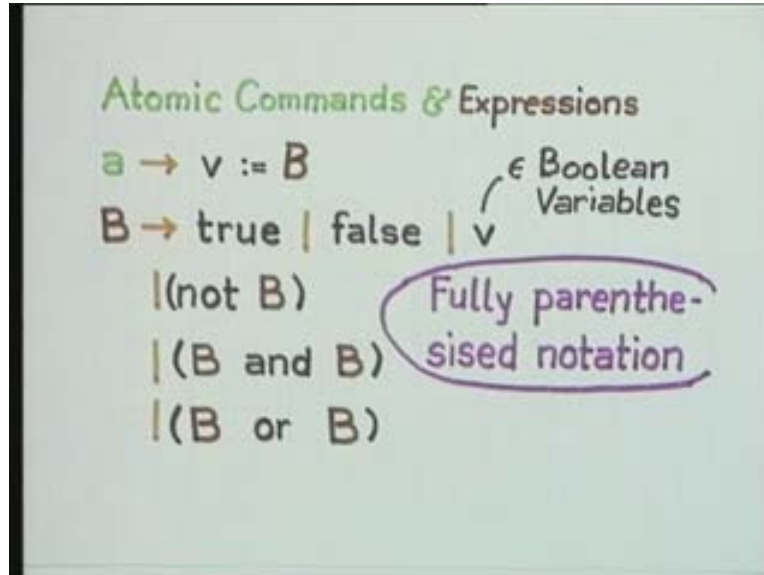 Atomic Commands & Expressions
a → v := B
ϵ Boolean
Variables
B → true | false | v
|(not B)
|(B and B)
|(B or B)
Fully parenthe-
sised notation